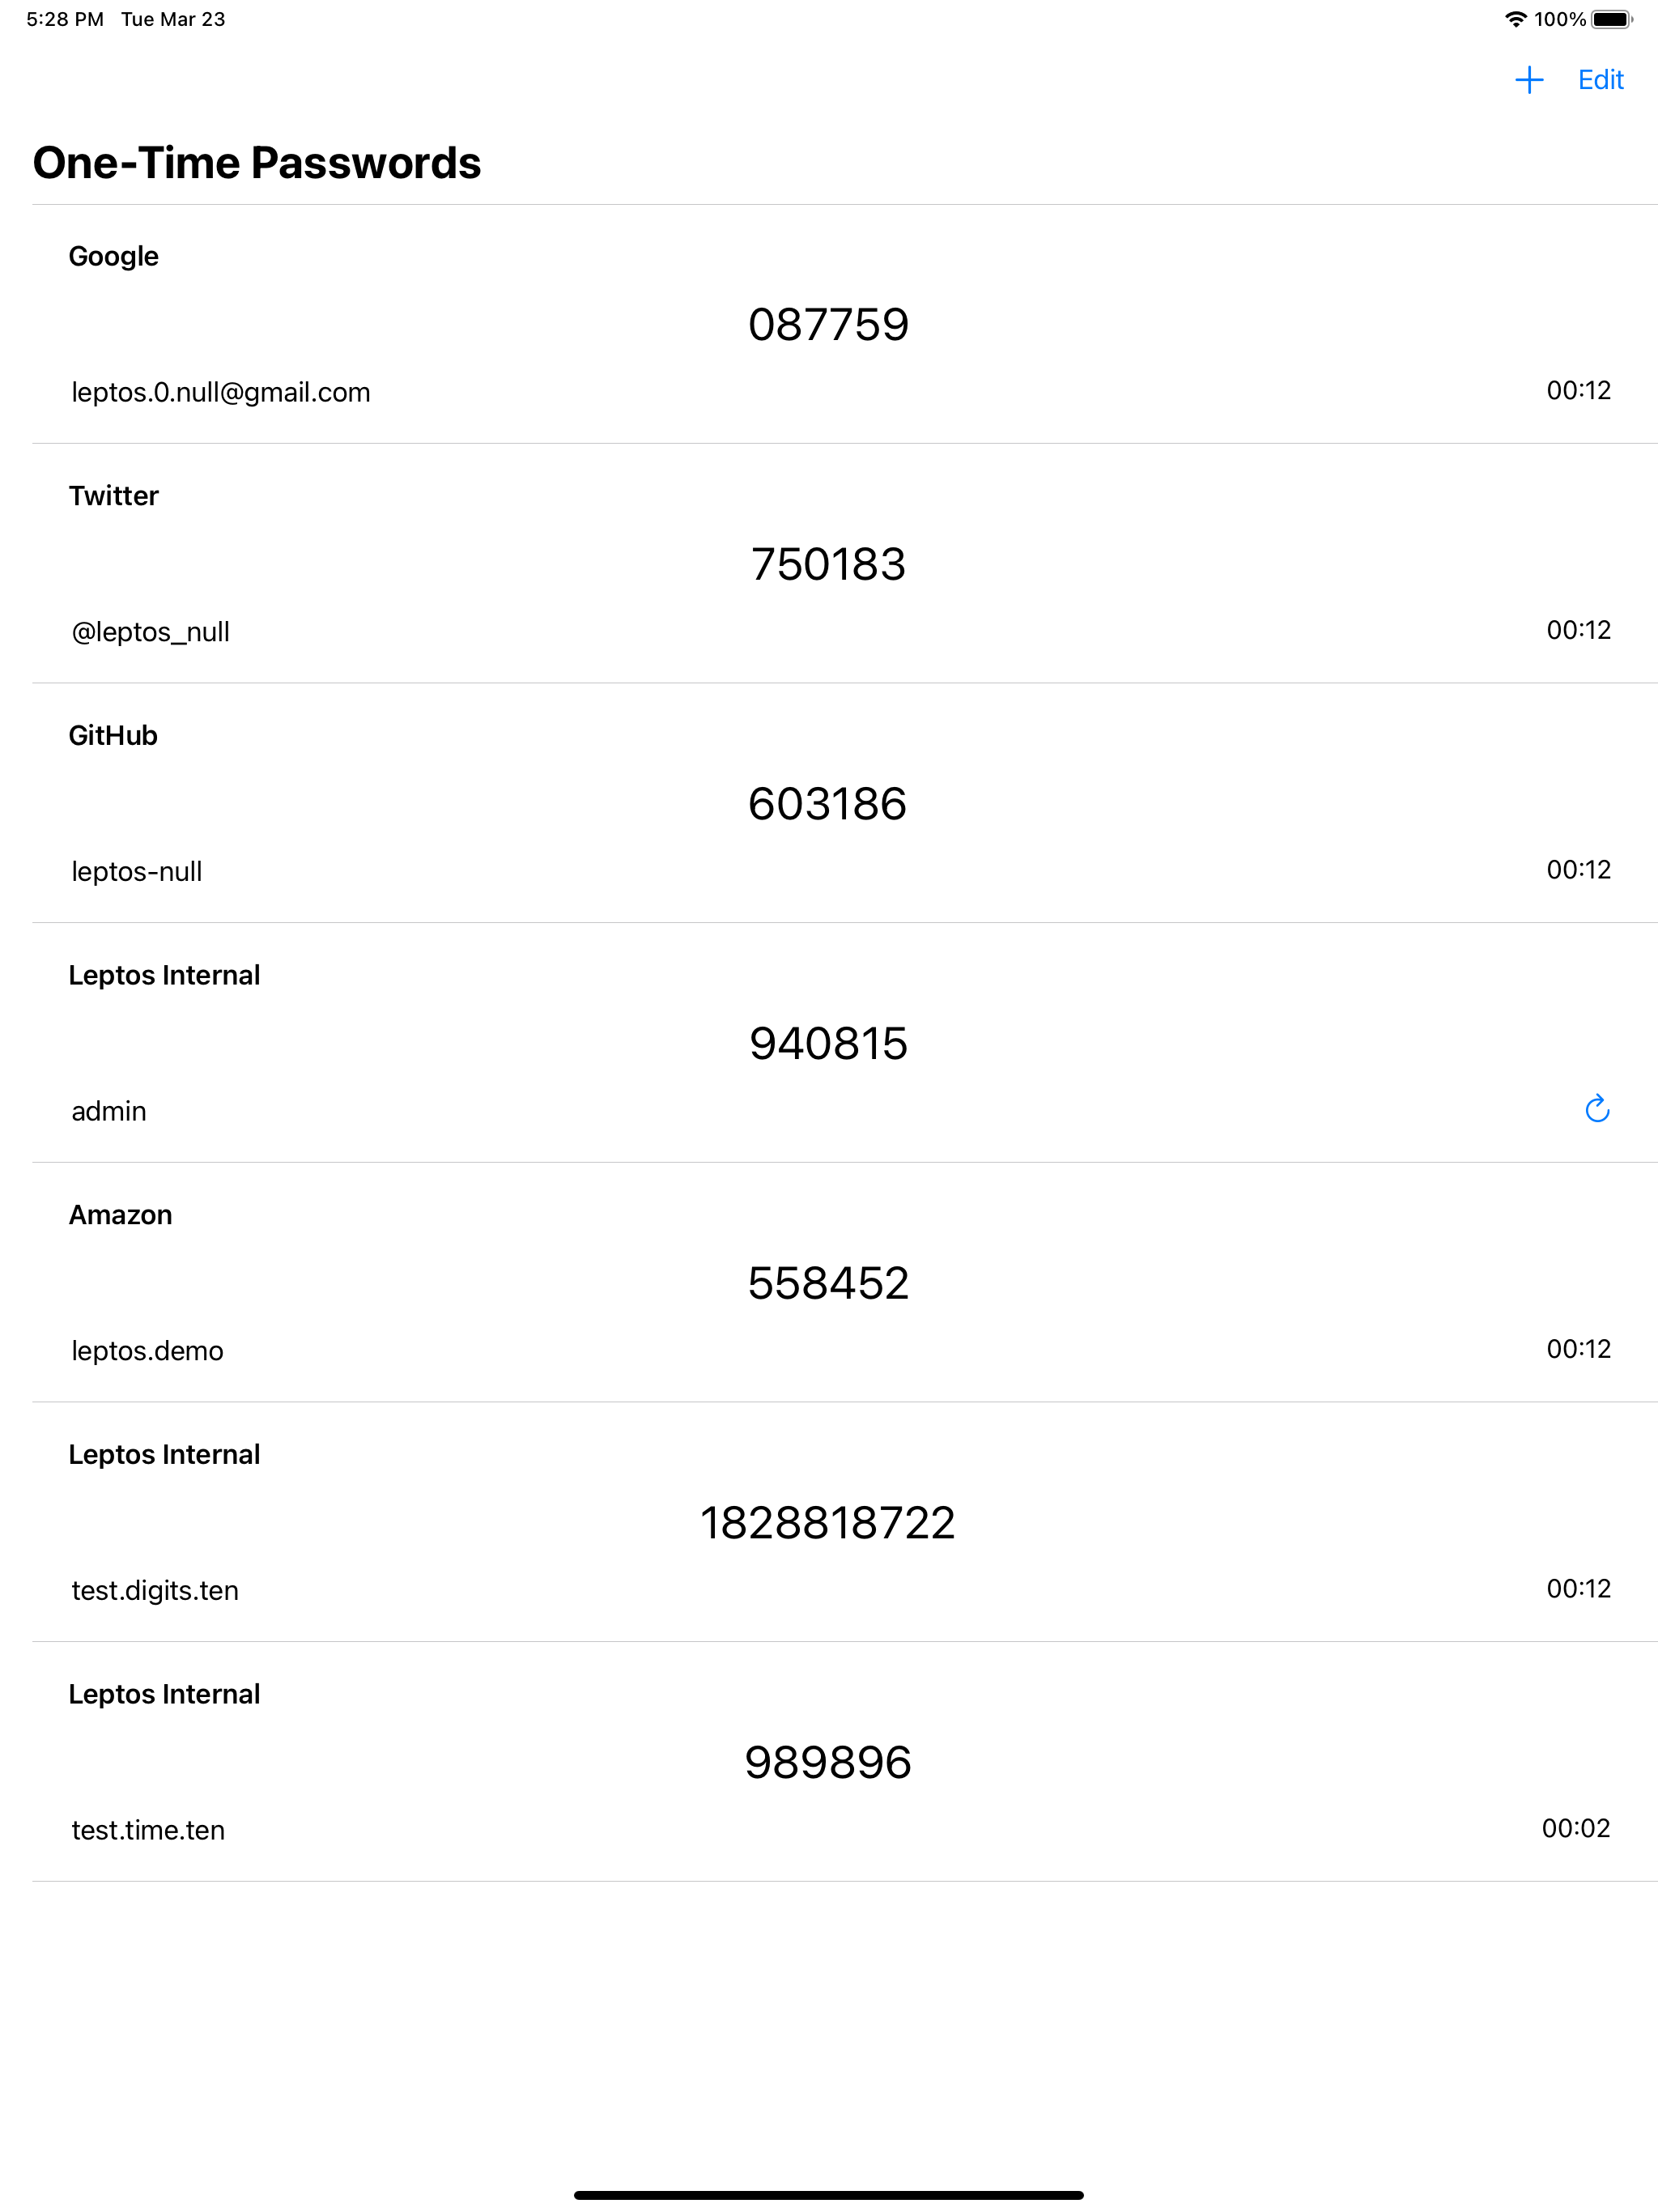 5:28 PM Tue Mar 23 100%
Edit
One-Time Passwords
Google
087759
leptos.0.null@gmail.com 00:12
Twitter
750183
@leptos_null 00:12
GitHub
603186
leptos-null 00:12
Leptos Internal
940815
admin
Amazon
558452
leptos.demo 00:12
Leptos Internal
1828818722
test.digits.ten 00:12
Leptos Internal
989896
test.time.ten 00:02